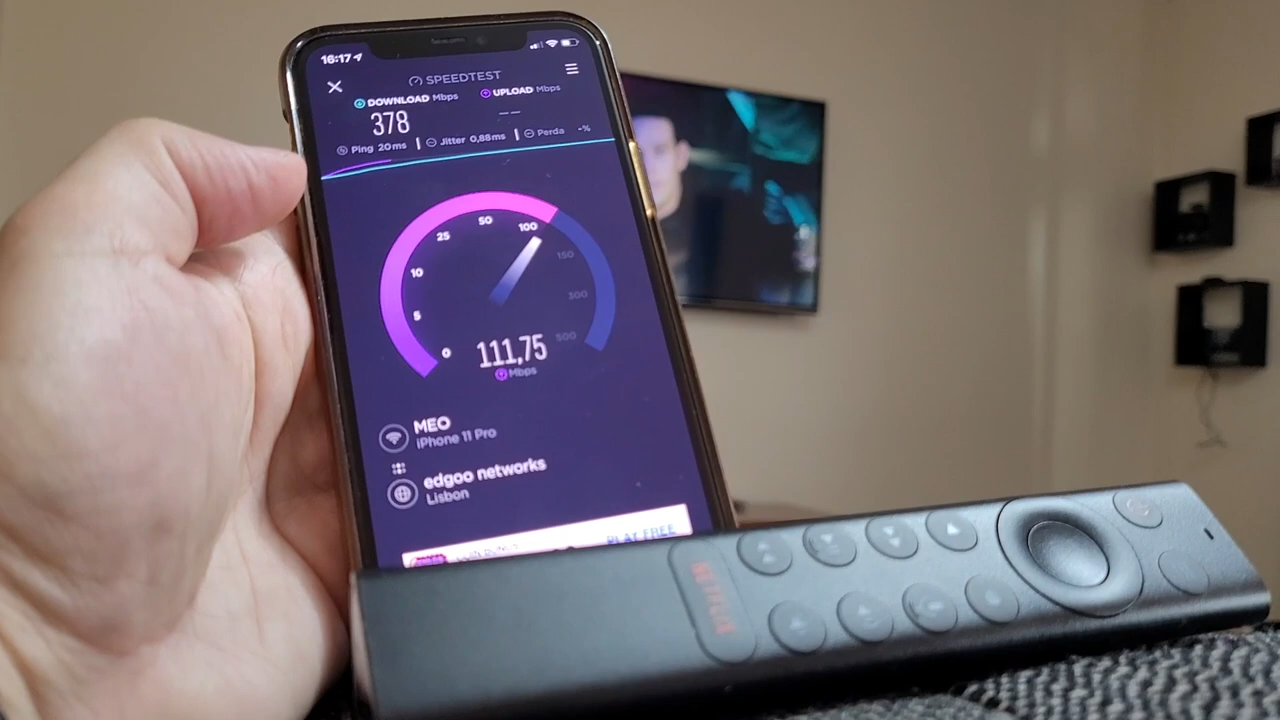 16:17
SPEEDTEST
DOWNLOAD Mbps UPLOAD Mbps
378 --
Ping 20ms Jitter 0,88ms Perda -%
0
5
10
25
50
100
150
300
500
111,75
Mbps
MEO
iPhone 11 Pro
edgoo networks
Lisbon
PLAY FREE
NETFLIX